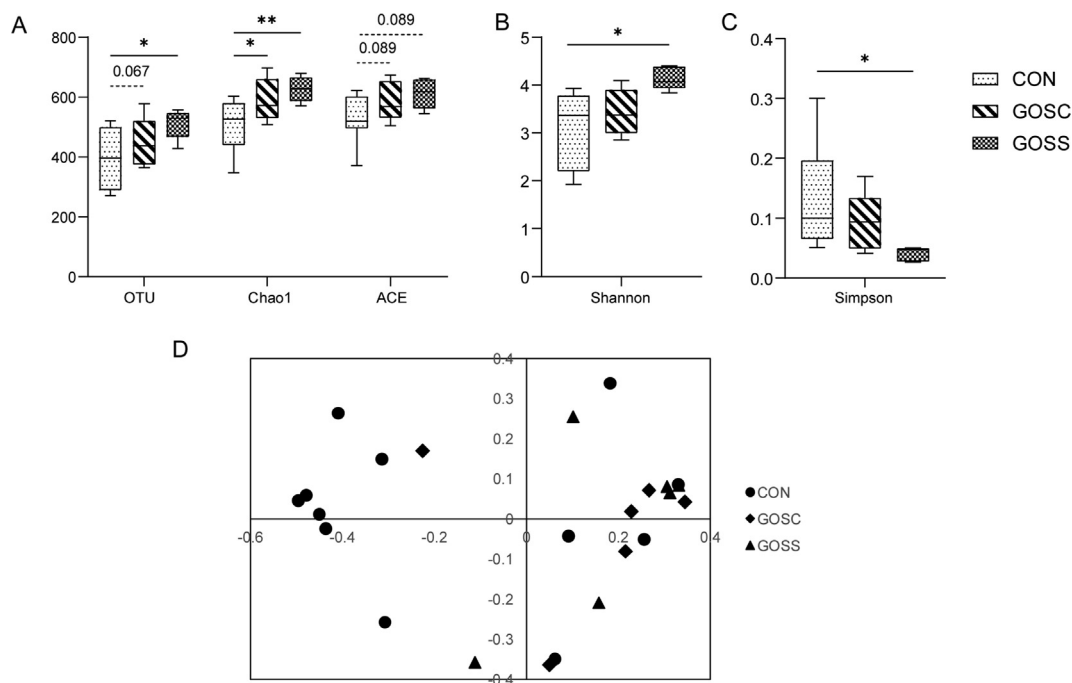 A
800
600
400
200
0
*
0.067
**
*
0.089
0.089
OTU
Chao1
ACE
B
5
4
3
2
1
0
*
Shannon
C
0.4
0.3
0.2
0.1
0.0
*
Simpson
CON
GOSC
GOSS
D
0.4
0.3
0.2
0.1
0
-0.6
-0.4
-0.2
0
0.2
0.4
-0.1
-0.2
-0.3
-0.4
CON
GOSC
GOSS